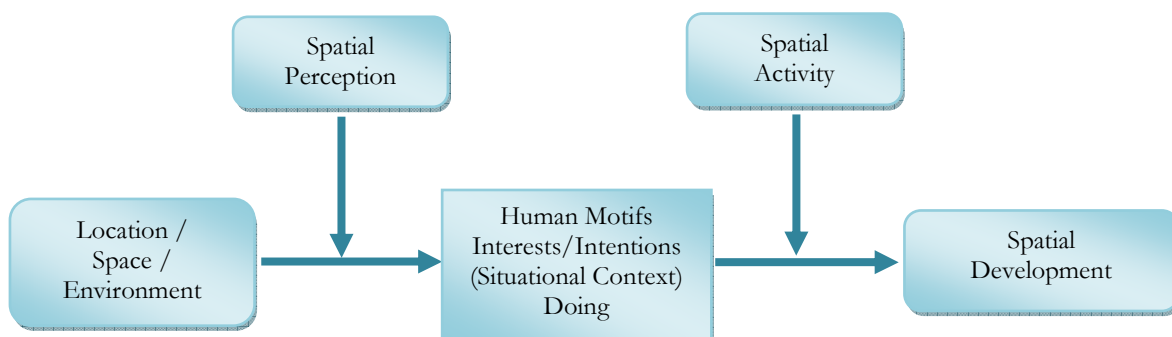 Spatial
Perception
Spatial
Activity
Location /
Space /
Environment
Human Motifs
Interests/Intentions
(Situational Context)
Doing
Spatial
Development